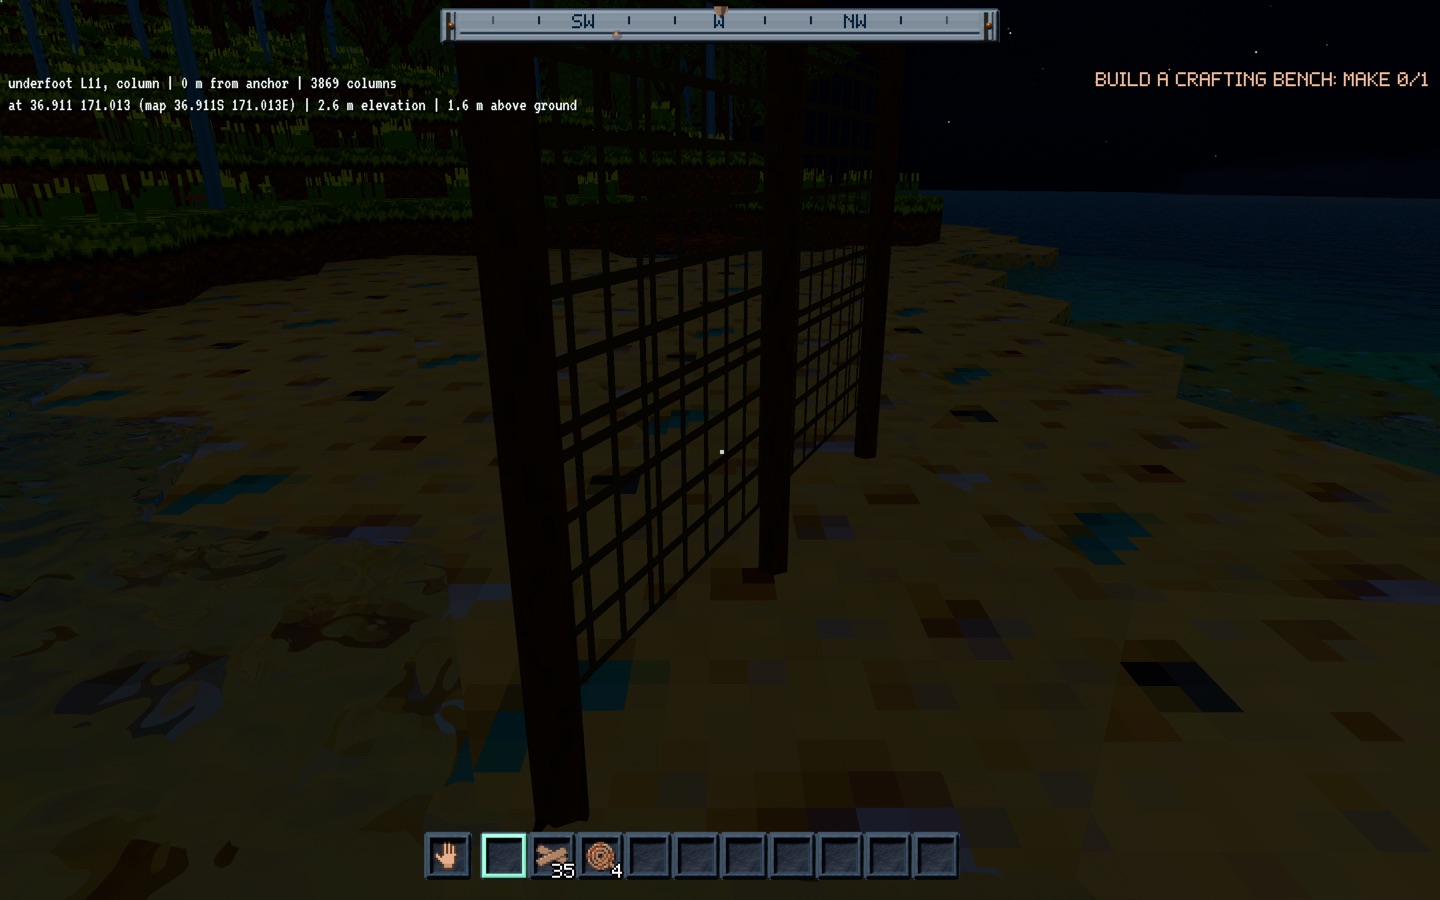 SW W NW
underfoot L11, column | 0 m from anchor | 3869 columns
at 36.911 171.013 (map 36.911S 171.013E) | 2.6 m elevation | 1.6 m above ground
BUILD A CRAFTING BENCH: MAKE 0/1
35 4